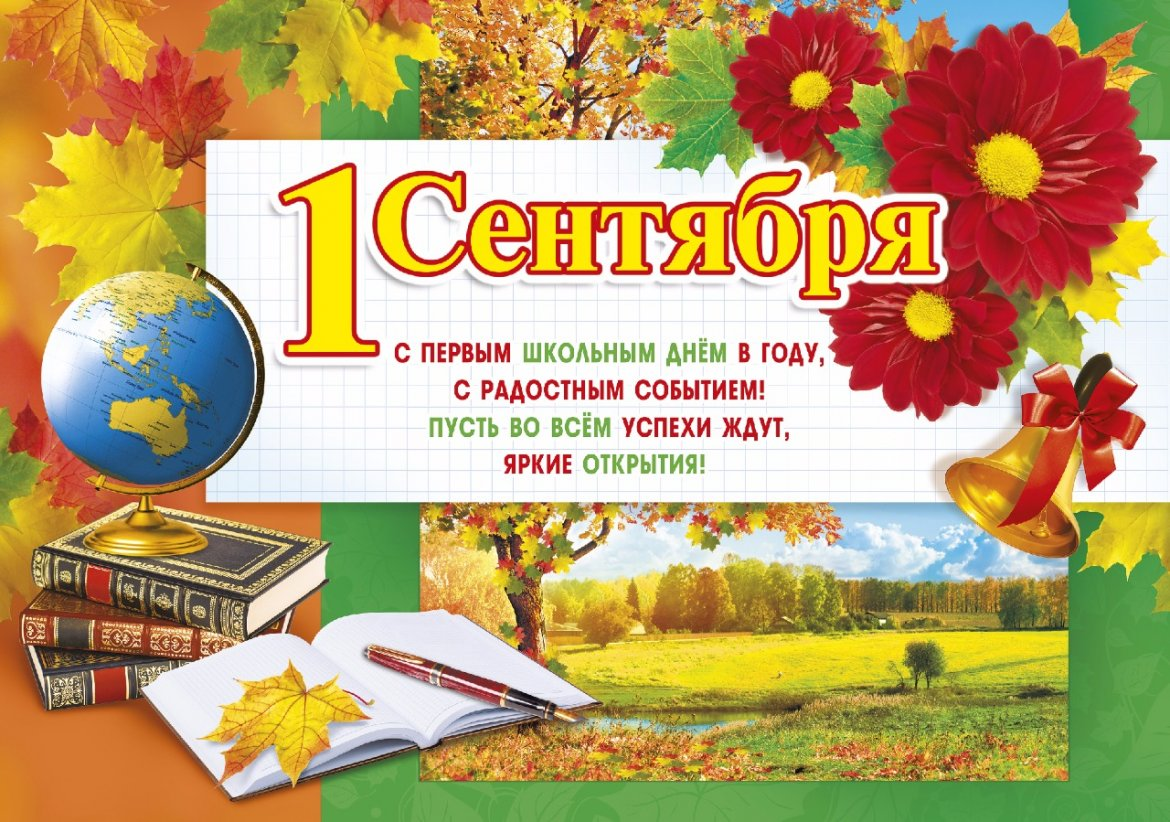 1 Сентября
С ПЕРВЫМ ШКОЛЬНЫМ ДНЁМ В ГОДУ,
С РАДОСТНЫМ СОБЫТИЕМ!
ПУСТЬ ВО ВСЁМ УСПЕХИ ЖДУТ,
ЯРКИЕ ОТКРЫТИЯ!